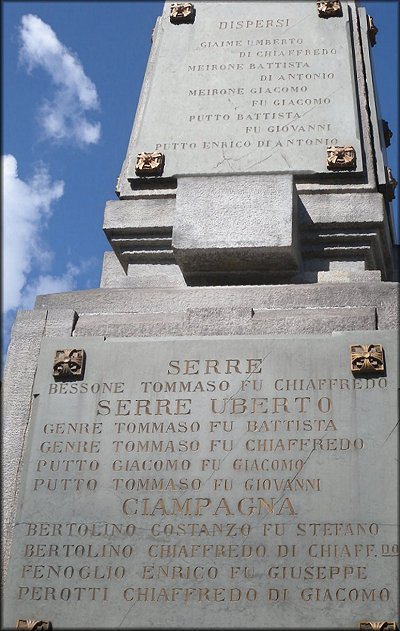 DISPERSI
GIAIME UMBERTO
DI CHIAFFREDO
MEIRONE BATTISTA
DI ANTONIO
MEIRONE GIACOMO
FU GIACOMO
PUTTO BATTISTA
FU GIOVANNI
PUTTO ENRICO DI ANTONIO
SERRE
BESSONE TOMMASO FU CHIAFFREDO
SERRE UBERTO
GENRE TOMMASO FU BATTISTA
GENRE TOMMASO FU CHIAFFREDO
PUTTO GIACOMO FU GIACOMO
PUTTO TOMMASO FU GIOVANNI
CIAMPAGNA
BERTOLINO COSTANZO FU STEFANO
BERTOLINO CHIAFFREDO DI CHIAFF.DO
FENOGLIO ENRICO FU GIUSEPPE
PEROTTI CHIAFFREDO DI GIACOMO